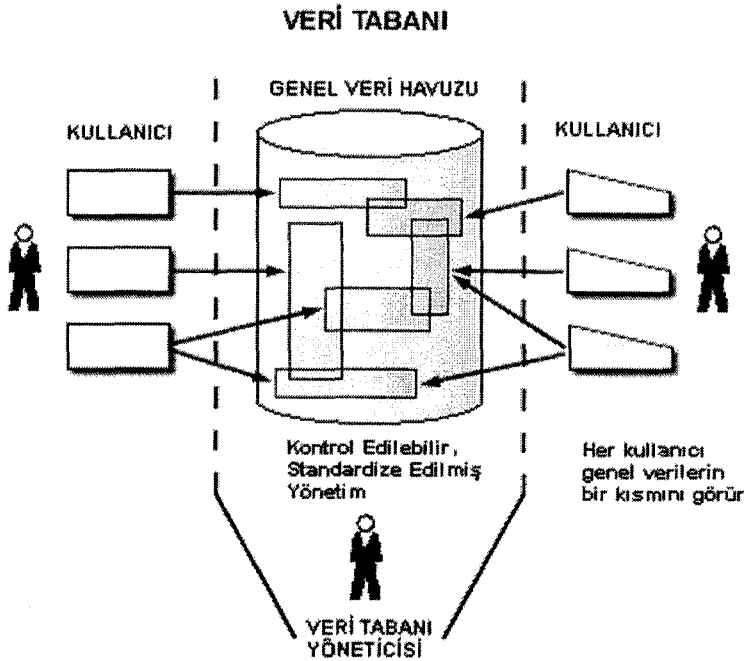 VERİ TABANI
GENEL VERİ HAVUZU
KULLANICI
KULLANICI
Kontrol Edilebilir,
Standardize Edilmiş
Yönetim
Her kullanıcı
genel verilerin
bir kısmını görür
VERİ TABANI
YÖNETİCİSİ